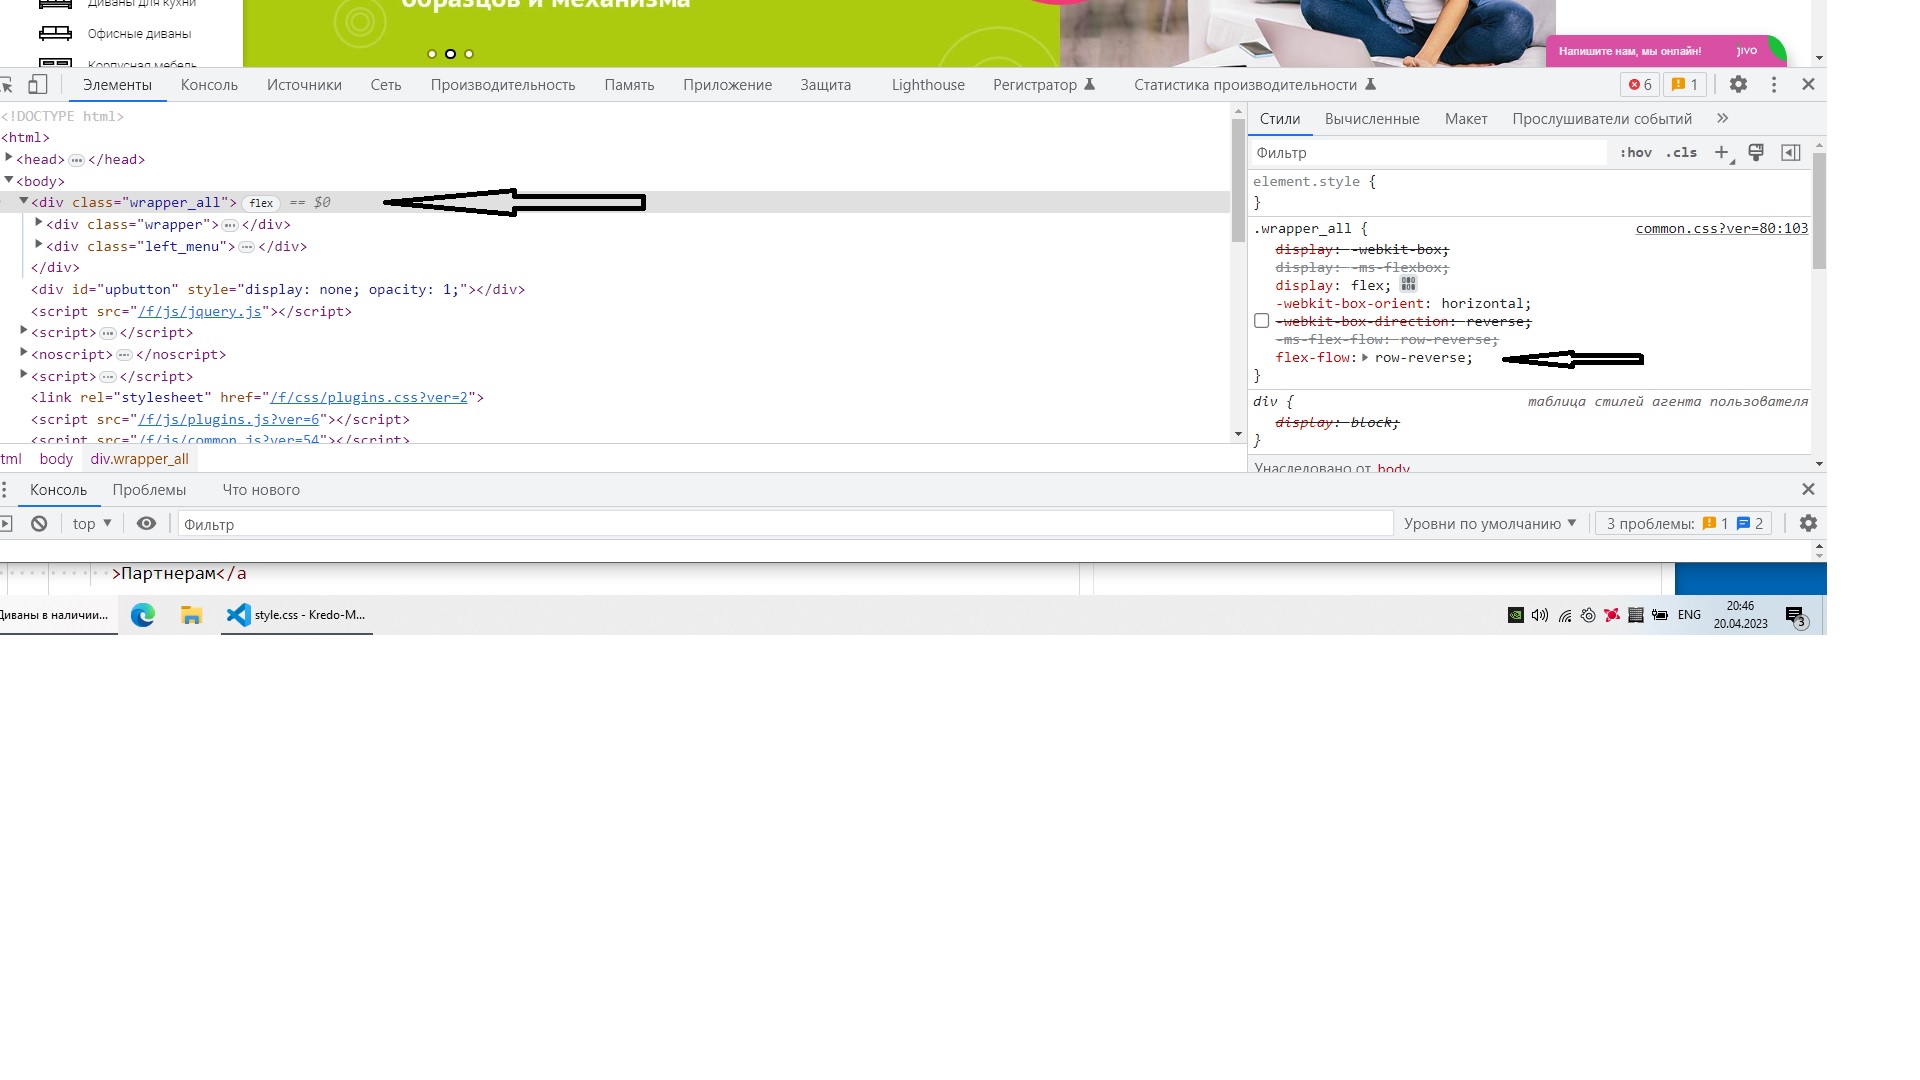 Диваны для кухни
образцов и механизма
Офисные диваны
Корпусная мебель
Напишите нам, мы онлайн!
jivo
Элементы Консоль Источники Сеть Производительность Память Приложение Защита Lighthouse Регистратор Статистика производительности 6 1
<!DOCTYPE html>
<html>
<head> ••• </head>
<body>
<div class="wrapper_all"> flex == $0
<div class="wrapper"> ••• </div>
<div class="left_menu"> ••• </div>
</div>
<div id="upbutton" style="display: none; opacity: 1;"></div>
<script src="/f/js/jquery.js"></script>
<script> ••• </script>
<noscript> ••• </noscript>
<script> ••• </script>
<link rel="stylesheet" href="/f/css/plugins.css?ver=2">
<script src="/f/js/plugins.js?ver=6"></script>
<script src="/f/js/common.js?ver=54"></script>
tml body div.wrapper_all
Стили Вычисленные Макет Прослушиватели событий »
Фильтр :hov .cls +
element.style {
}
.wrapper_all { common.css?ver=80:103
display: -webkit-box;
display: -ms-flexbox;
display: flex;
-webkit-box-orient: horizontal;
-webkit-box-direction: reverse;
-ms-flex-flow: row-reverse;
flex-flow: row-reverse;
}
div { таблица стилей агента пользователя
display: block;
}
Унаследовано от body
Консоль Проблемы Что нового
top Фильтр Уровни по умолчанию 3 проблемы: 1 2
>Партнерам</a
Диваны в наличии... style.css - Kredo-M... ENG 20:46
20.04.2023
3